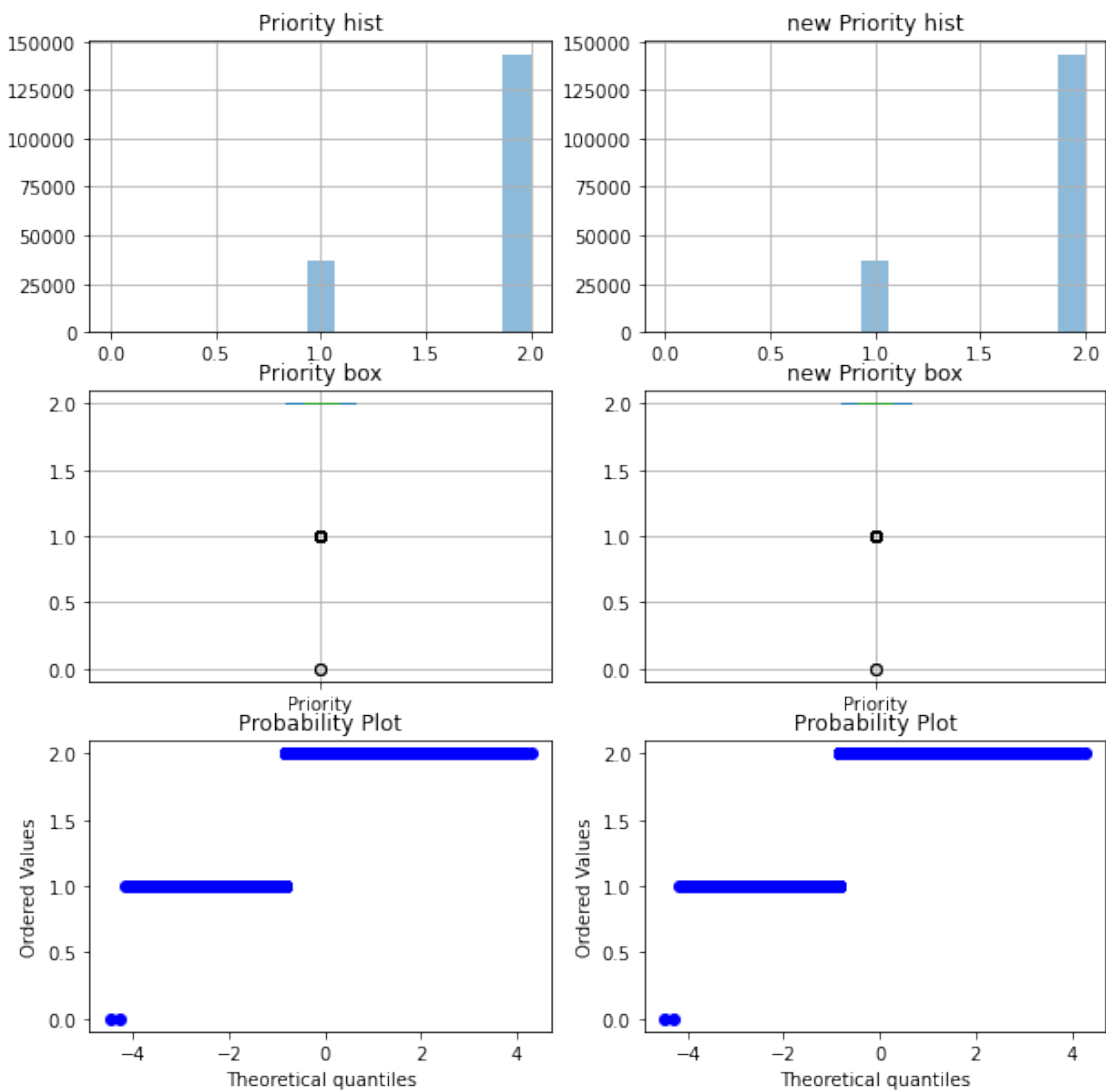 Priority hist
150000
125000
100000
75000
50000
25000
0
0.0 0.5 1.0 1.5 2.0
new Priority hist
150000
125000
100000
75000
50000
25000
0
0.0 0.5 1.0 1.5 2.0
Priority box
2.0
1.5
1.0
0.5
0.0
Priority
new Priority box
2.0
1.5
1.0
0.5
0.0
Priority
Probability Plot
Ordered Values
2.0
1.5
1.0
0.5
0.0
−4 −2 0 2 4
Theoretical quantiles
Probability Plot
Ordered Values
2.0
1.5
1.0
0.5
0.0
−4 −2 0 2 4
Theoretical quantiles